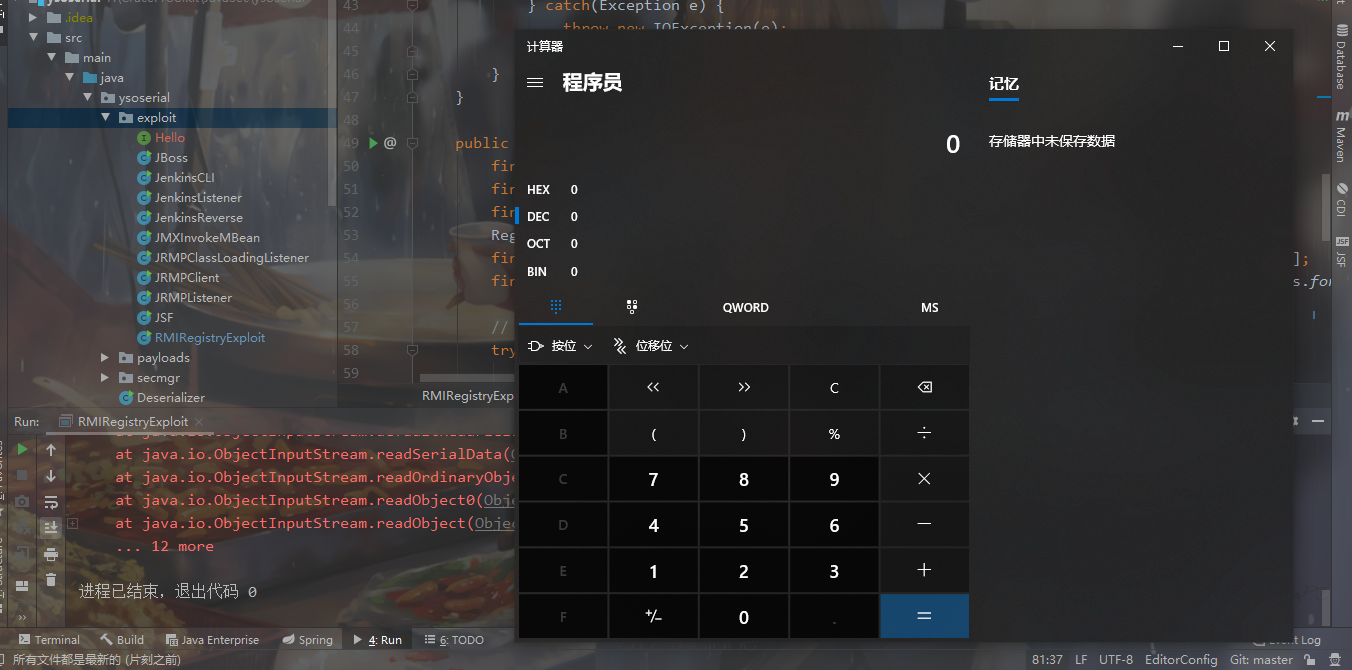 .idea
src
main
java
ysoserial
exploit
Hello
JBoss
JenkinsCLI
JenkinsListener
JenkinsReverse
JMXInvokeMBean
JRMPClassLoadingListener
JRMPClient
JRMPListener
JSF
RMIRegistryExploit
payloads
secmgr
Deserializer
43
44
45
46
47
48
49
50
51
52
53
54
55
56
57
58
59
} catch(Exception e) {
throw new IOException(e);
}
}
@ public
fin
fin
fin
Reg
fin
];
fin
s.for
//
try
RMIRegistryExp
计算器
程序员
记忆
0
存储器中未保存数据
HEX 0
DEC 0
OCT 0
BIN 0
QWORD
MS
按位
位移位
A << >> C
B ( ) % ÷
C 7 8 9 ×
D 4 5 6 −
E 1 2 3 +
F +/− 0 . =
Database
Maven
CDI
JSF
Run: RMIRegistryExploit
at java.io.ObjectInputStream.readSerialData(
at java.io.ObjectInputStream.readOrdinaryObje
at java.io.ObjectInputStream.readObject0(Obje
at java.io.ObjectInputStream.readObject(Objec
... 12 more
进程已结束，退出代码 0
Terminal Build Java Enterprise Spring 4: Run 6: TODO
Event Log
所有文件都是最新的 (片刻之前)
81:37 LF UTF-8 EditorConfig Git: master